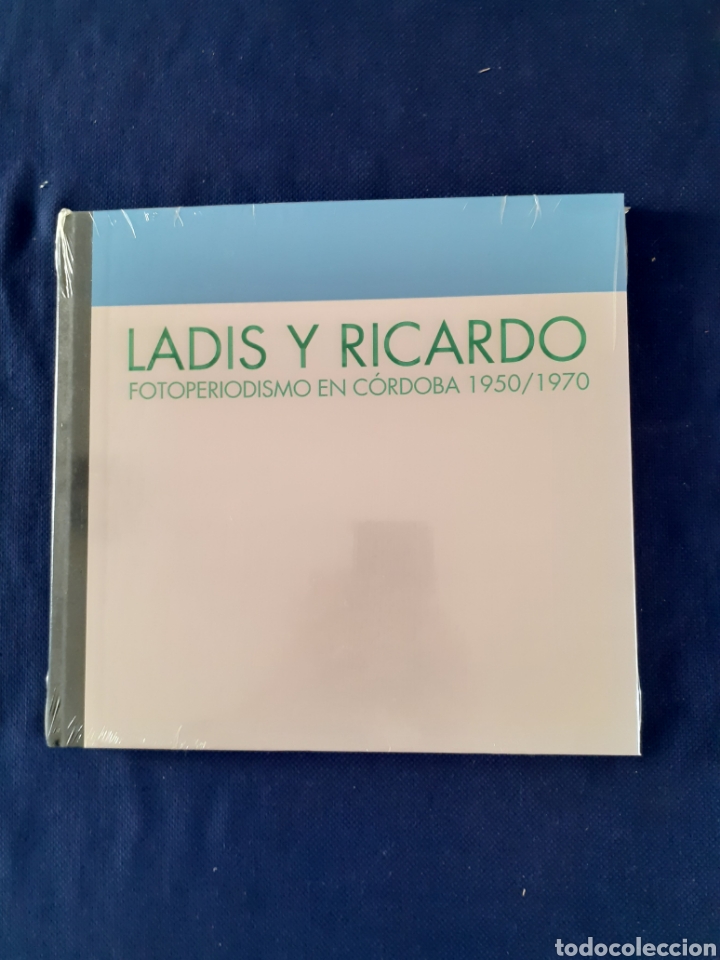 LADIS Y RICARDO
FOTOPERIODISMO EN CÓRDOBA 1950/1970
todocoleccion